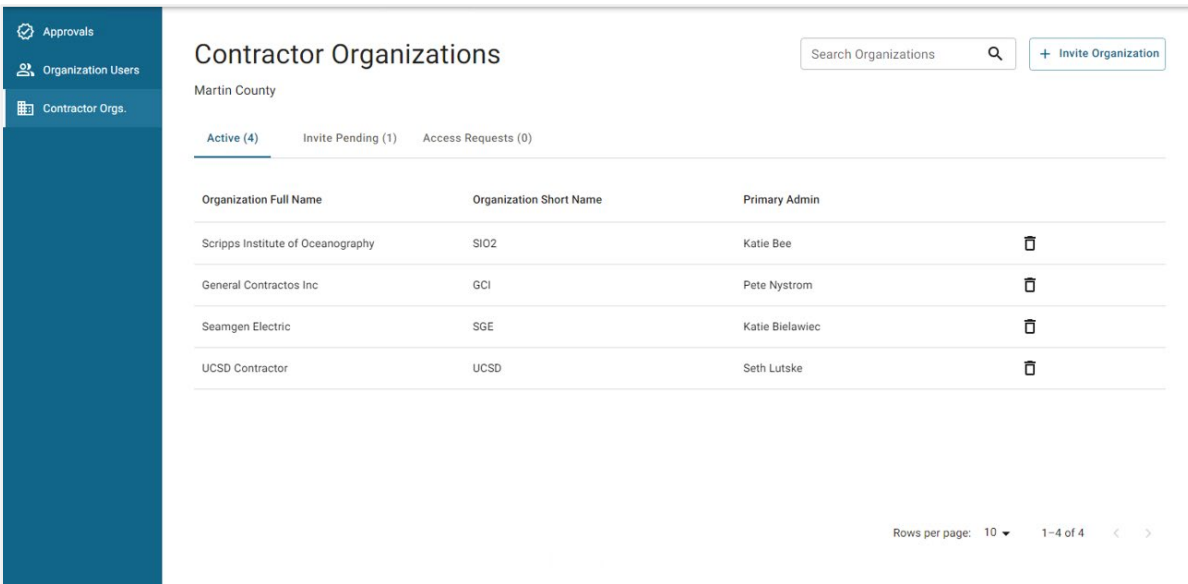 Approvals
Organization Users
Contractor Orgs.
Contractor Organizations
Search Organizations
+ Invite Organization
Martin County
Active (4) Invite Pending (1) Access Requests (0)
Organization Full Name Organization Short Name Primary Admin
Scripps Institute of Oceanography SIO2 Katie Bee
General Contractos Inc GCI Pete Nystrom
Seamgen Electric SGE Katie Bielawiec
UCSD Contractor UCSD Seth Lutske
Rows per page: 10 1–4 of 4